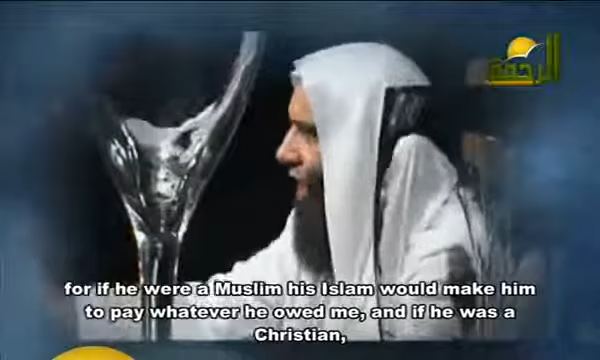 الرحمة
for if he were a Muslim his Islam would make him
to pay whatever he owed me, and if he was a
Christian,